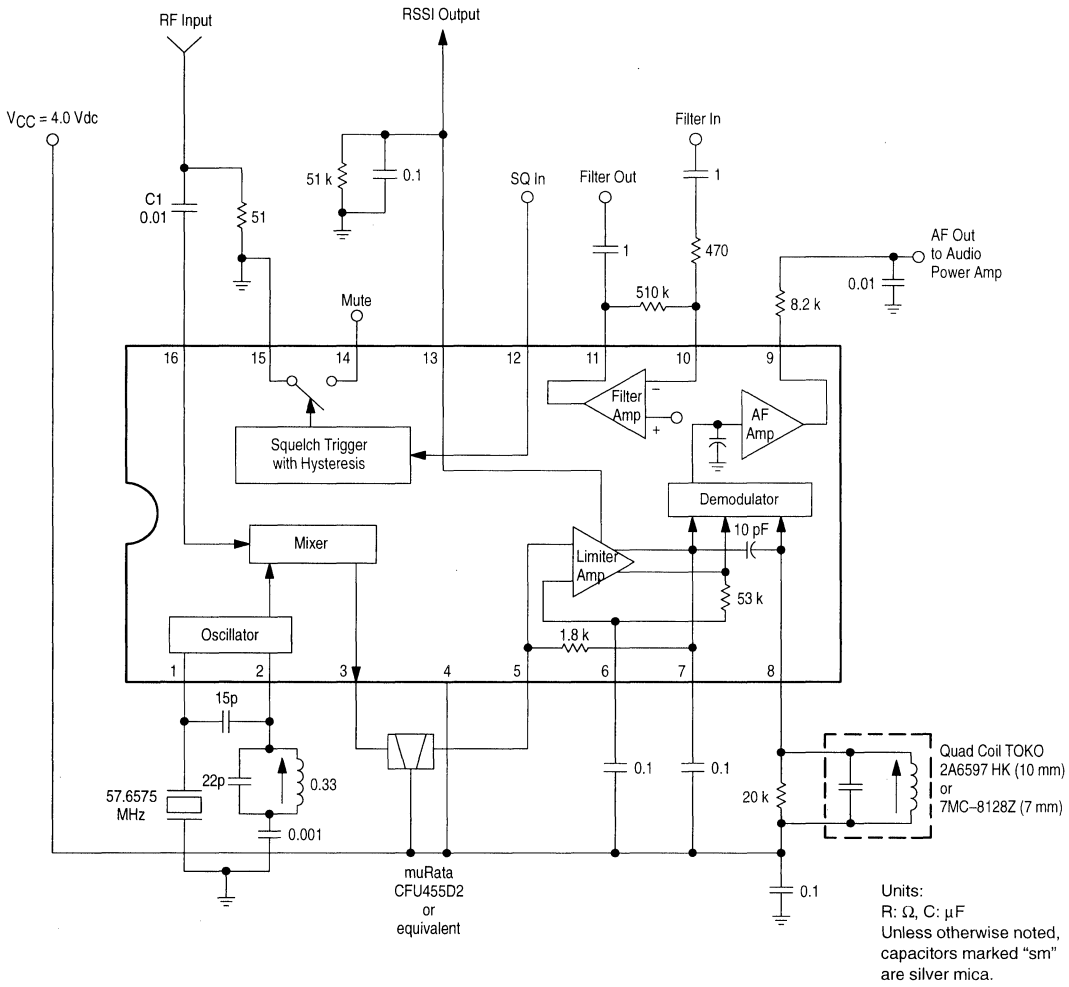 RF Input
RSSI Output
V_CC = 4.0 Vdc
Filter In
51 k
0.1
SQ In
Filter Out
1
C1
0.01
51
1
470
AF Out
to Audio
Power Amp
0.01
Mute
510 k
8.2 k
16
15
14
13
12
11
10
9
Filter
Amp
−
+
AF
Amp
Squelch Trigger
with Hysteresis
Demodulator
10 pF
Mixer
Limiter
Amp
53 k
Oscillator
1.8 k
1
2
3
4
5
6
7
8
15p
22p
0.33
57.6575
MHz
0.001
0.1
0.1
20 k
Quad Coil TOKO
2A6597 HK (10 mm)
or
7MC–8128Z (7 mm)
muRata
CFU455D2
or
equivalent
0.1
Units:
R: Ω, C: µF
Unless otherwise noted,
capacitors marked “sm”
are silver mica.